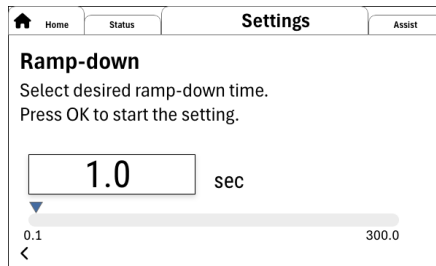 Home Status Settings Assist
Ramp-down
Select desired ramp-down time.
Press OK to start the setting.
1.0 sec
0.1 300.0